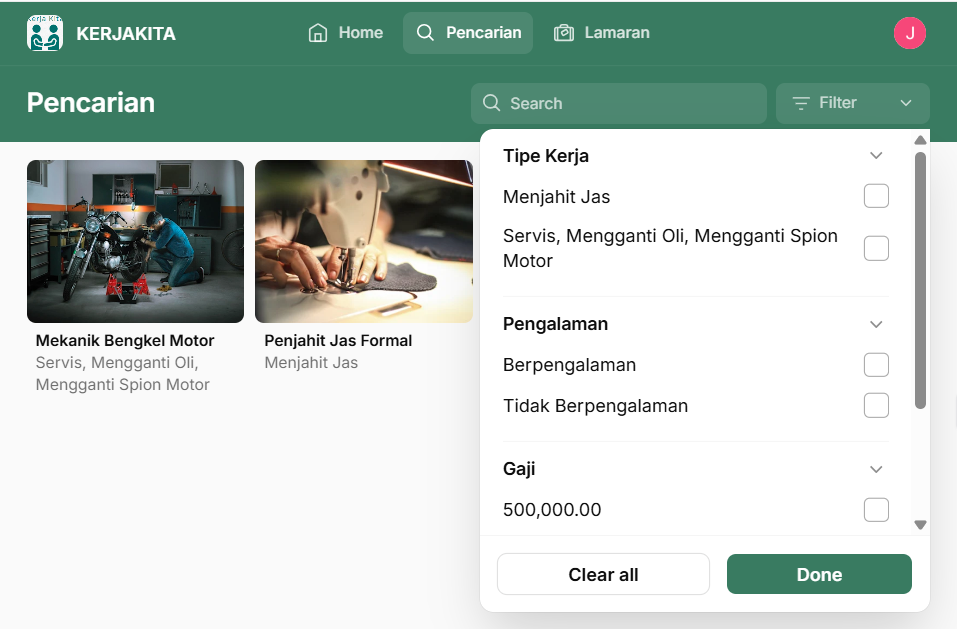 Kerja Kita
KERJAKITA
Home
Pencarian
Lamaran
J
Pencarian
Search
Filter
Mekanik Bengkel Motor
Servis, Mengganti Oli,
Mengganti Spion Motor
Penjahit Jas Formal
Menjahit Jas
Tipe Kerja
Menjahit Jas
Servis, Mengganti Oli, Mengganti Spion
Motor
Pengalaman
Berpengalaman
Tidak Berpengalaman
Gaji
500,000.00
Clear all
Done